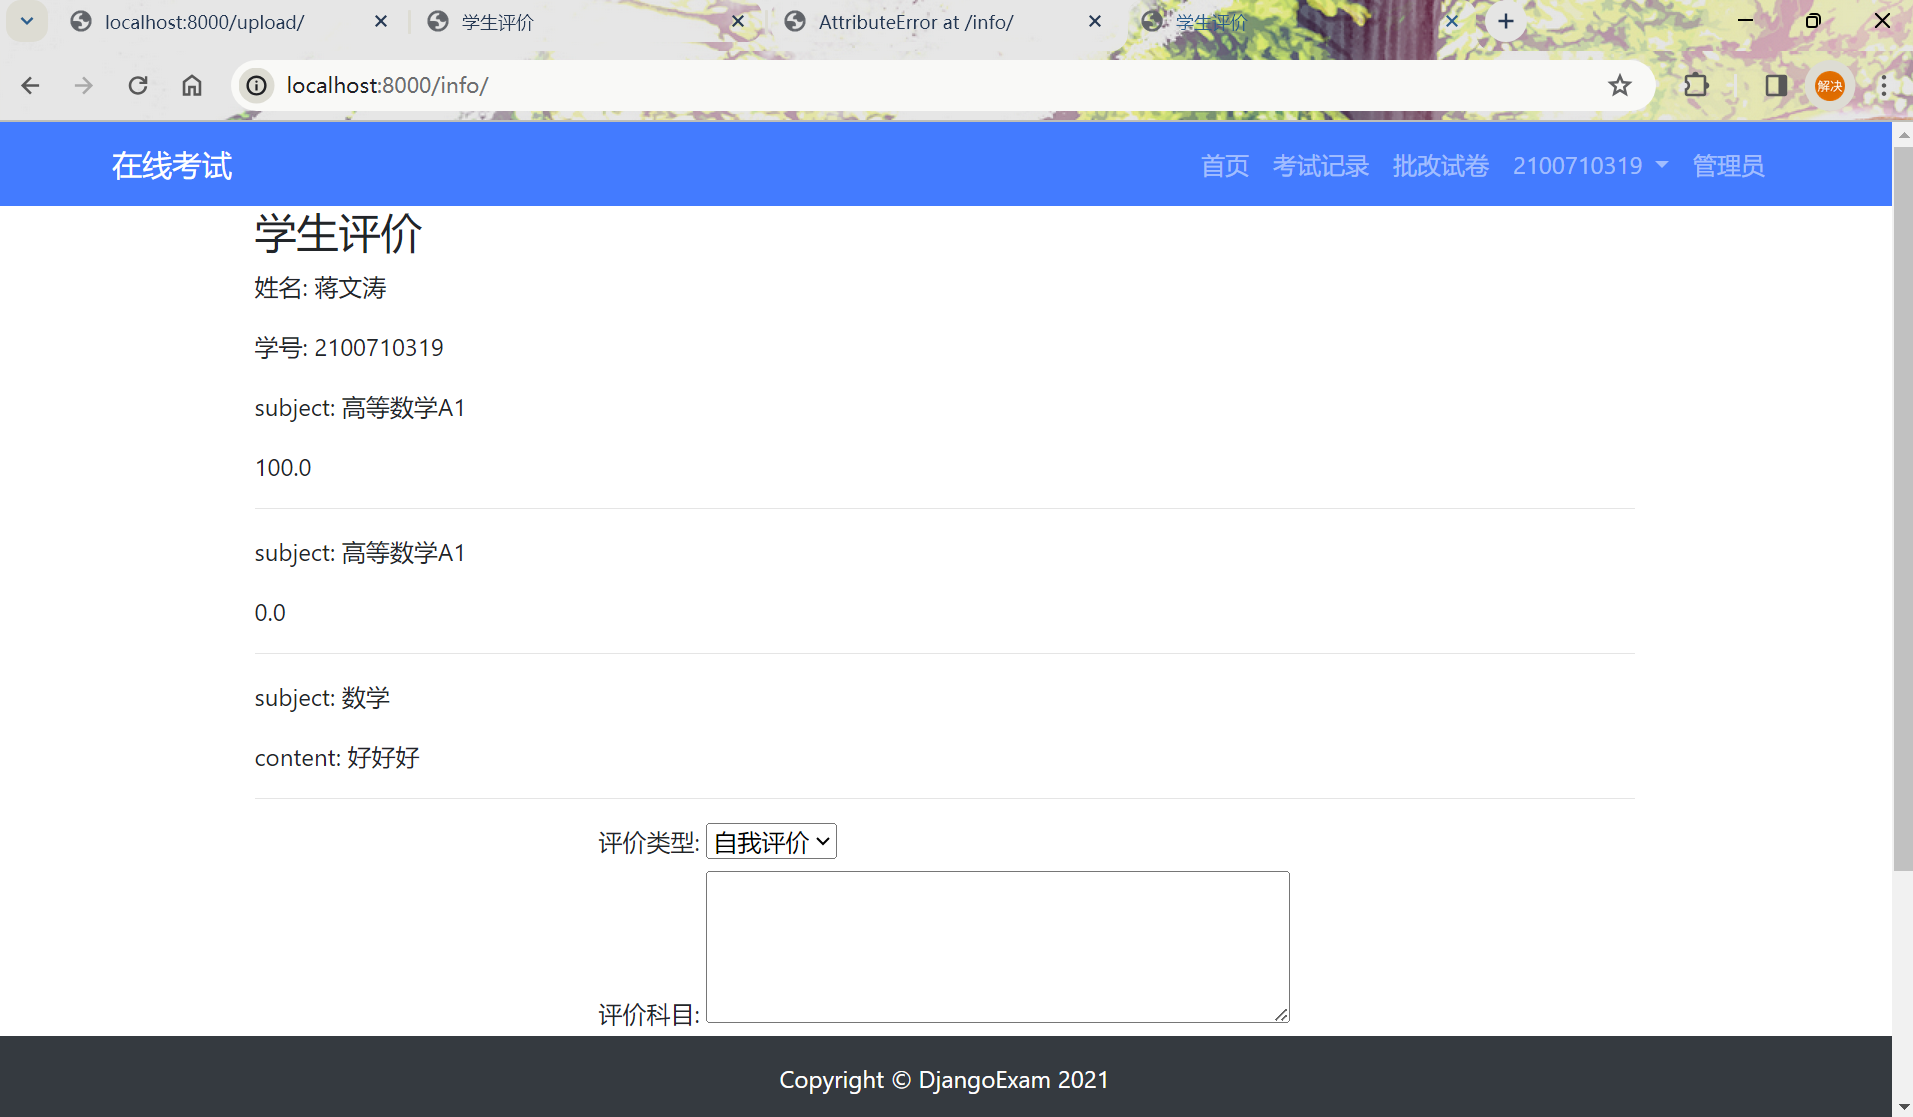 localhost:8000/upload/
学生评价
AttributeError at /info/
学生评价
localhost:8000/info/
解决
在线考试
首页 考试记录 批改试卷 2100710319 管理员
学生评价
姓名: 蒋文涛
学号: 2100710319
subject: 高等数学A1
100.0
subject: 高等数学A1
0.0
subject: 数学
content: 好好好
评价类型: 自我评价
评价科目:
Copyright © DjangoExam 2021